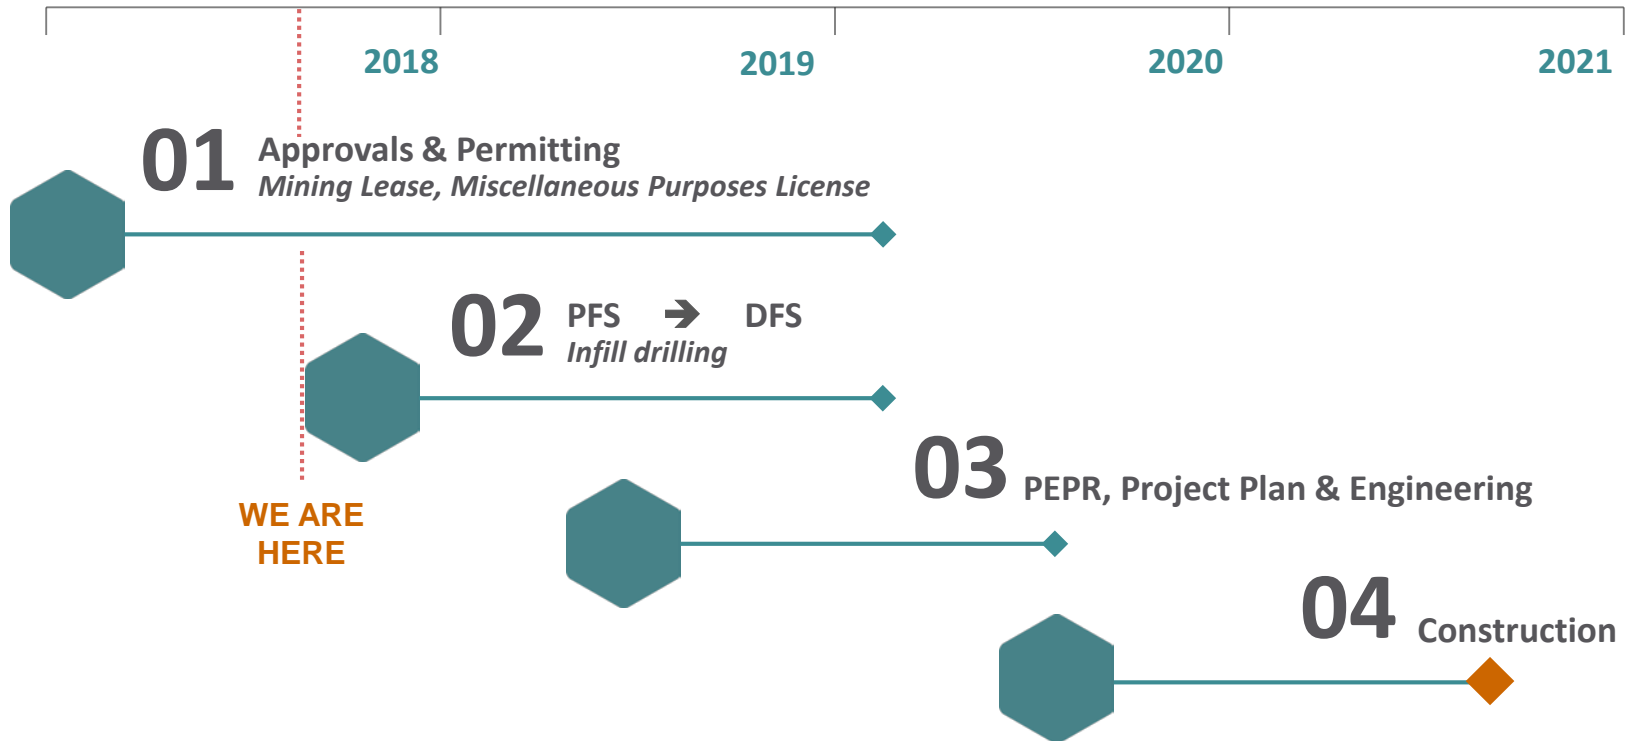 2018
2019
2020
2021
01
Approvals & Permitting
Mining Lease, Miscellaneous Purposes License
02
PFS ➔ DFS
Infill drilling
03
PEPR, Project Plan & Engineering
WE ARE
HERE
04
Construction